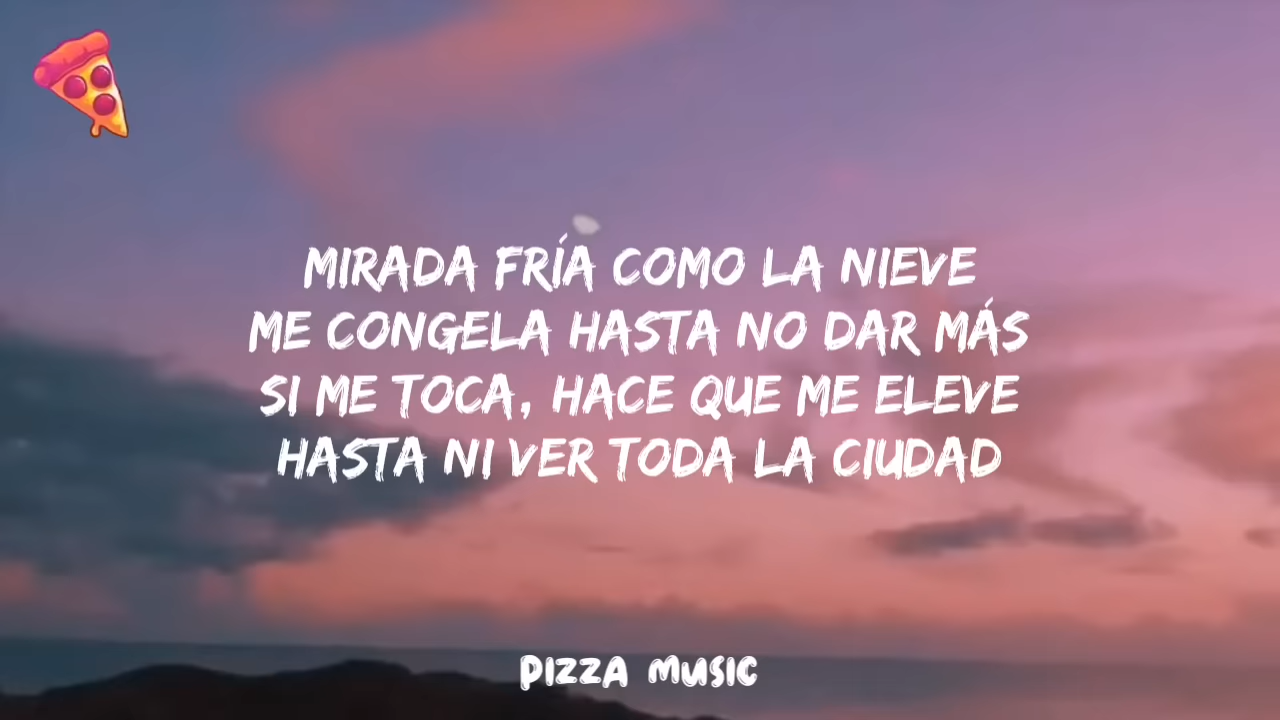 MIRADA FRÍA COMO LA NIEVE
ME CONGELA HASTA NO DAR MÁS
SI ME TOCA, HACE QUE ME ELEVE
HASTA NI VER TODA LA CIUDAD
PIZZA MUSIC